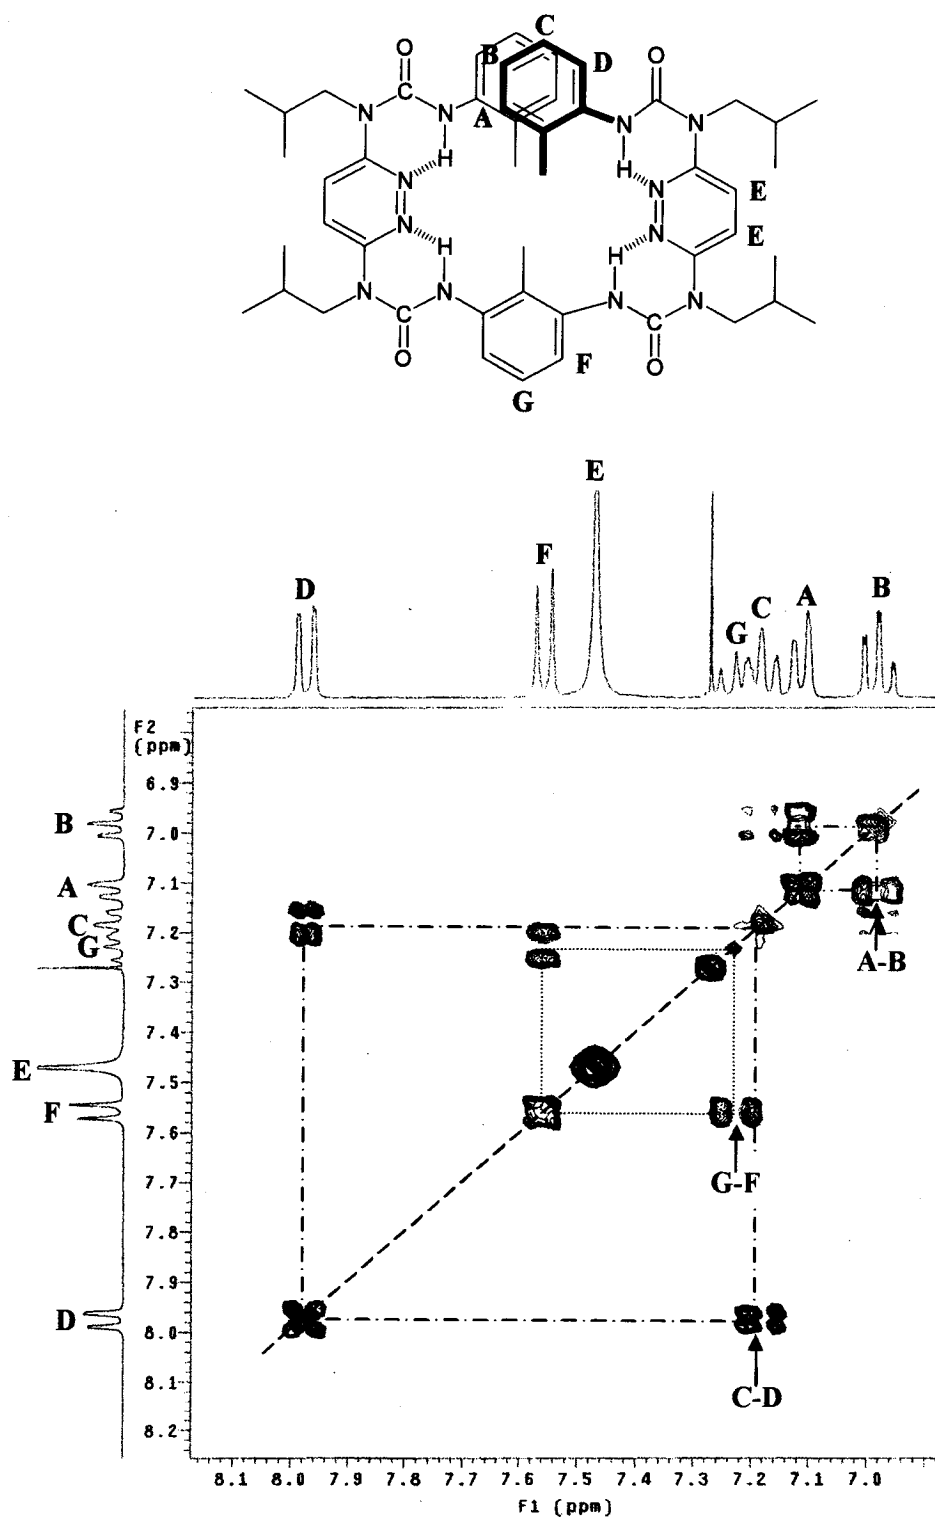 C
O B D O
C A C
N N N N
H H
N N E
N N E
H H
N N N N
C C
O F O
G
E
F
D C A B
G
F2
(ppm)
6.9
B 7.0
A 7.1
C 7.2
G A-B
7.3
7.4
E
7.5
F 7.6
G-F
7.7
7.8
7.9
D 8.0
8.1 C-D
8.2
8.1 8.0 7.9 7.8 7.7 7.6 7.5 7.4 7.3 7.2 7.1 7.0
F1 (ppm)